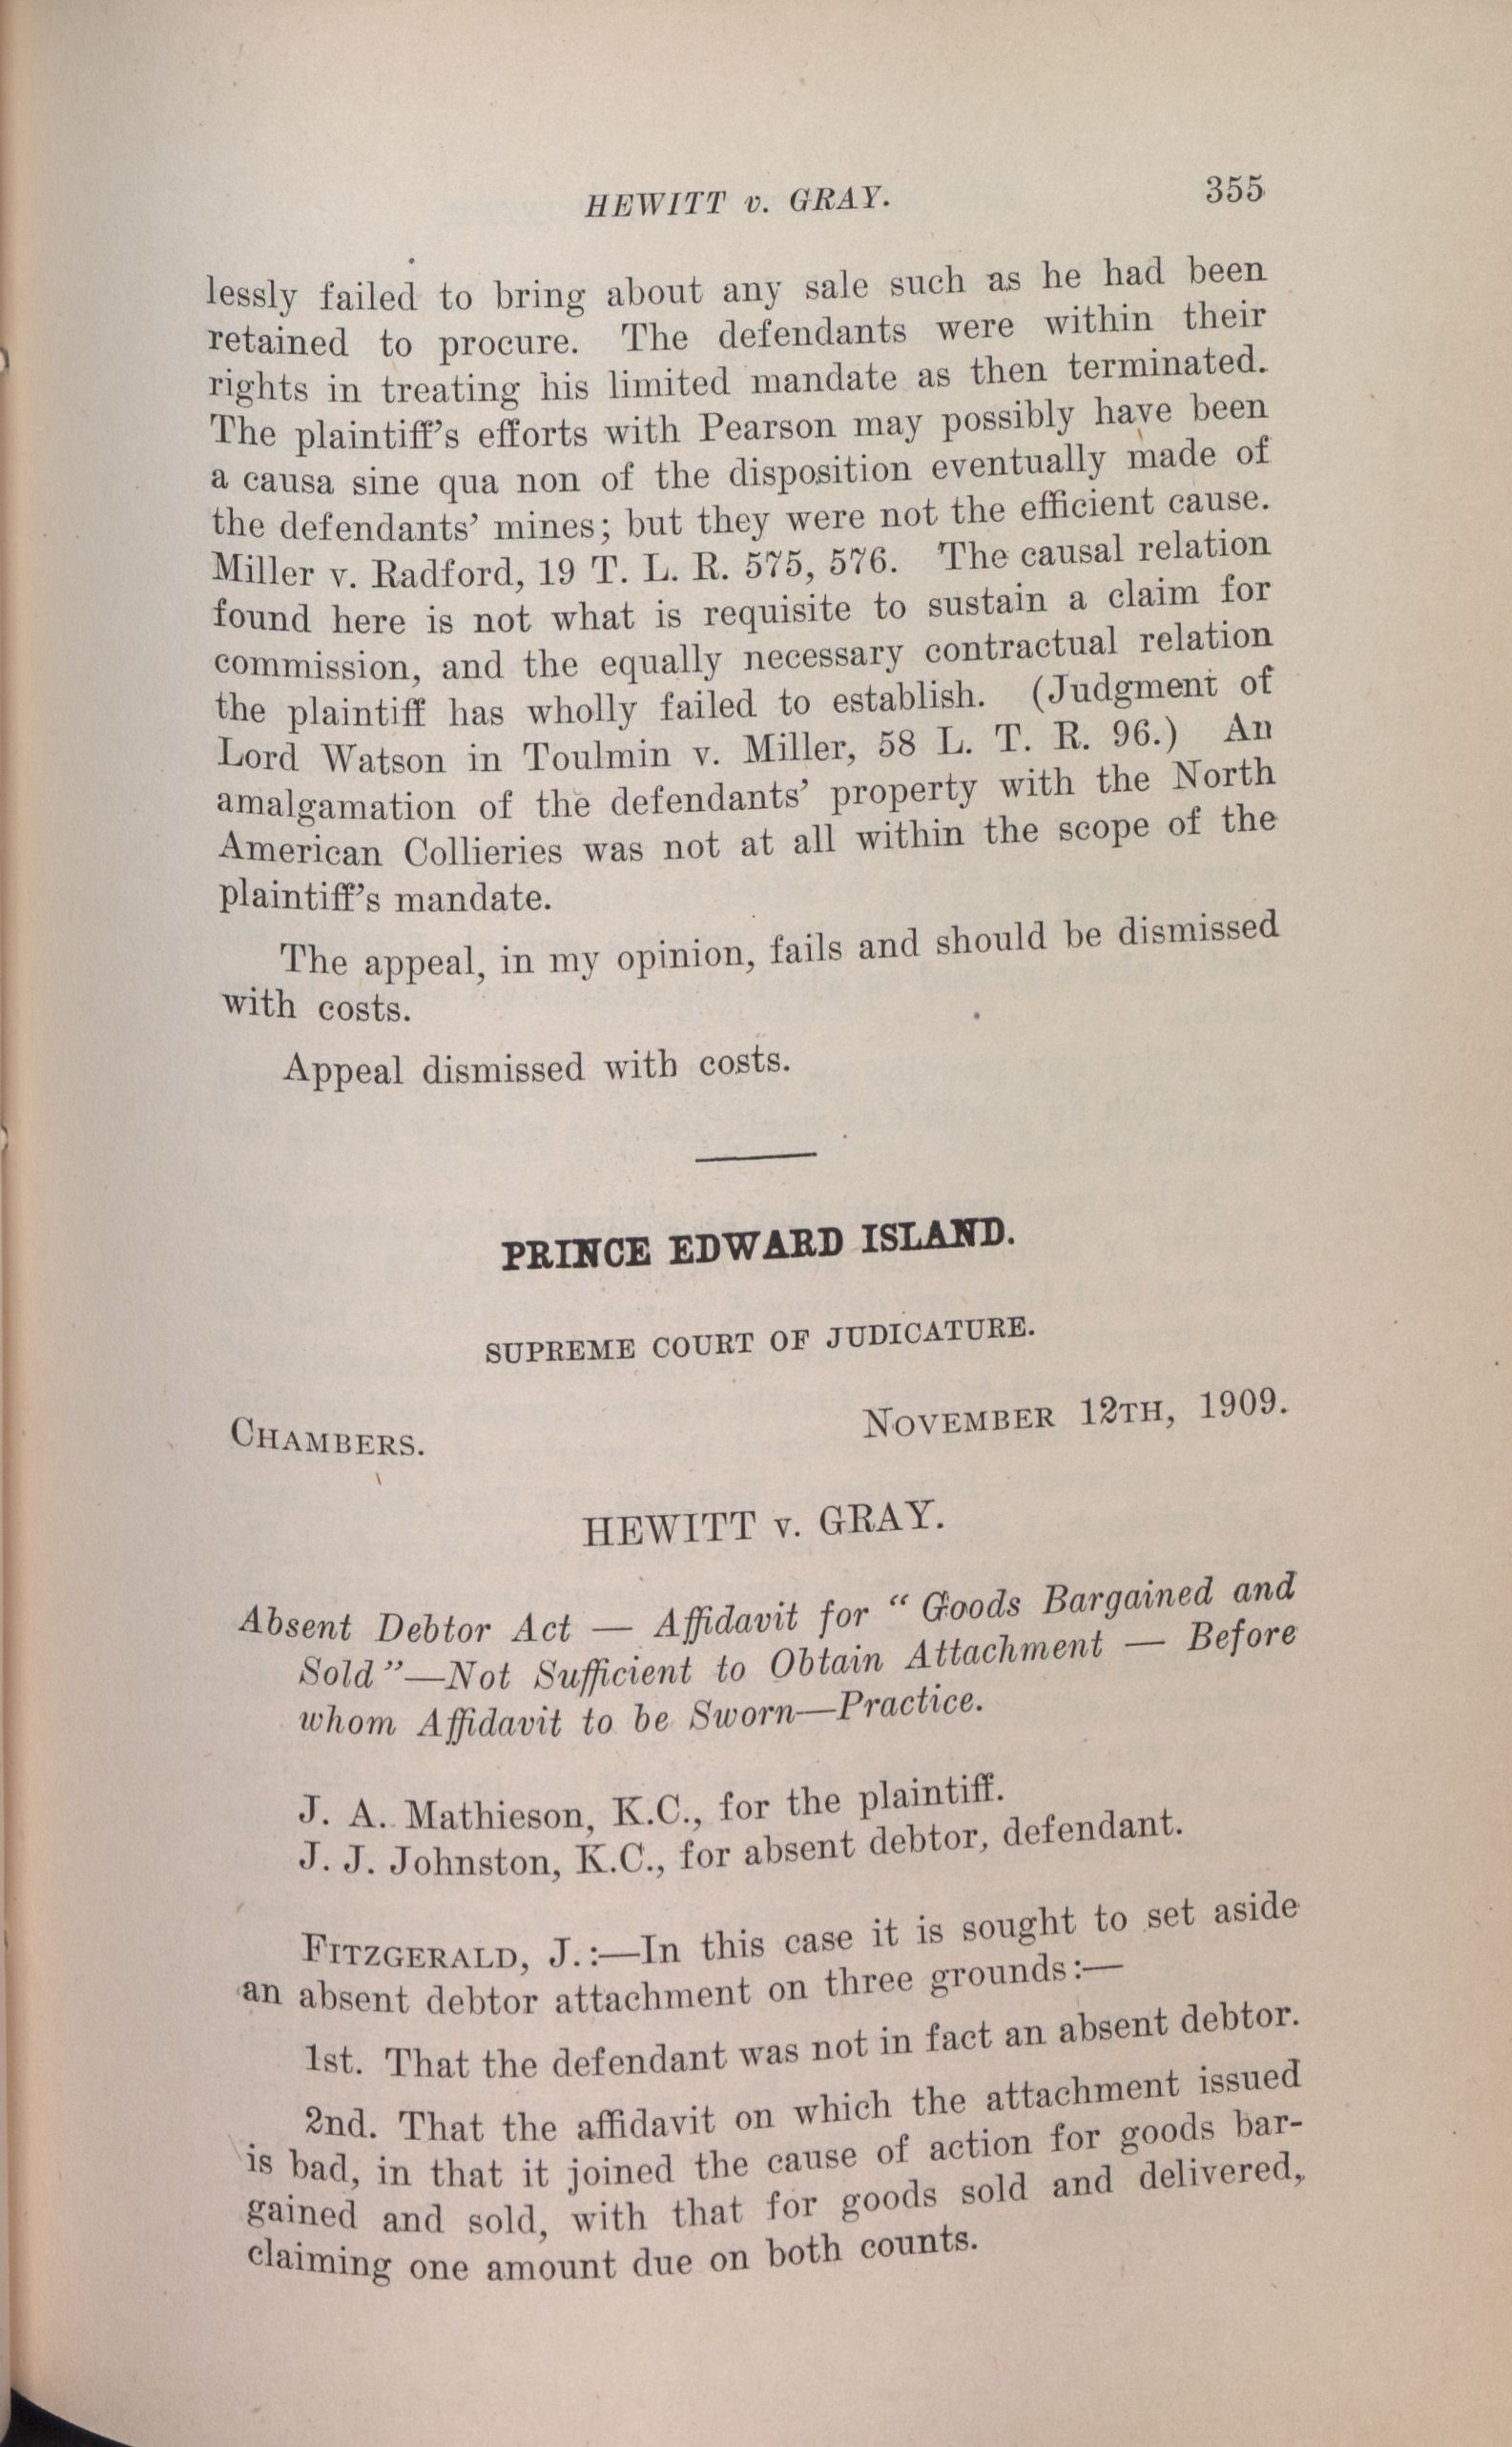 HEWITT v. GRAY. 355
lessly failed to bring about any sale such as he had been
retained to procure. The defendants were within their
rights in treating his limited mandate as then terminated.
The plaintiff's efforts with Pearson may possibly have been
a causa sine qua non of the disposition eventually made of
the defendants' mines; but they were not the efficient cause.
Miller v. Radford, 19 T. L. R. 575, 576. The causal relation
found here is not what is requisite to sustain a claim for
commission, and the equally necessary contractual relation
the plaintiff has wholly failed to establish. (Judgment of
Lord Watson in Toulmin v. Miller, 58 L. T. R. 96.) An
amalgamation of the defendants' property with the North
American Collieries was not at all within the scope of the
plaintiff's mandate.
The appeal, in my opinion, fails and should be dismissed
with costs.
Appeal dismissed with costs.
PRINCE EDWARD ISLAND.
SUPREME COURT OF JUDICATURE.
CHAMBERS. NOVEMBER 12TH, 1909.
HEWITT v. GRAY.
Absent Debtor Act — Affidavit for "Goods Bargained and
Sold"—Not Sufficient to Obtain Attachment — Before
whom Affidavit to be Sworn—Practice.
J. A. Mathieson, K.C., for the plaintiff.
J. J. Johnston, K.C., for absent debtor, defendant.
FITZGERALD, J.:—In this case it is sought to set aside
an absent debtor attachment on three grounds:—
1st. That the defendant was not in fact an absent debtor.
2nd. That the affidavit on which the attachment issued
is bad, in that it joined the cause of action for goods bar-
gained and sold, with that for goods sold and delivered,
claiming one amount due on both counts.